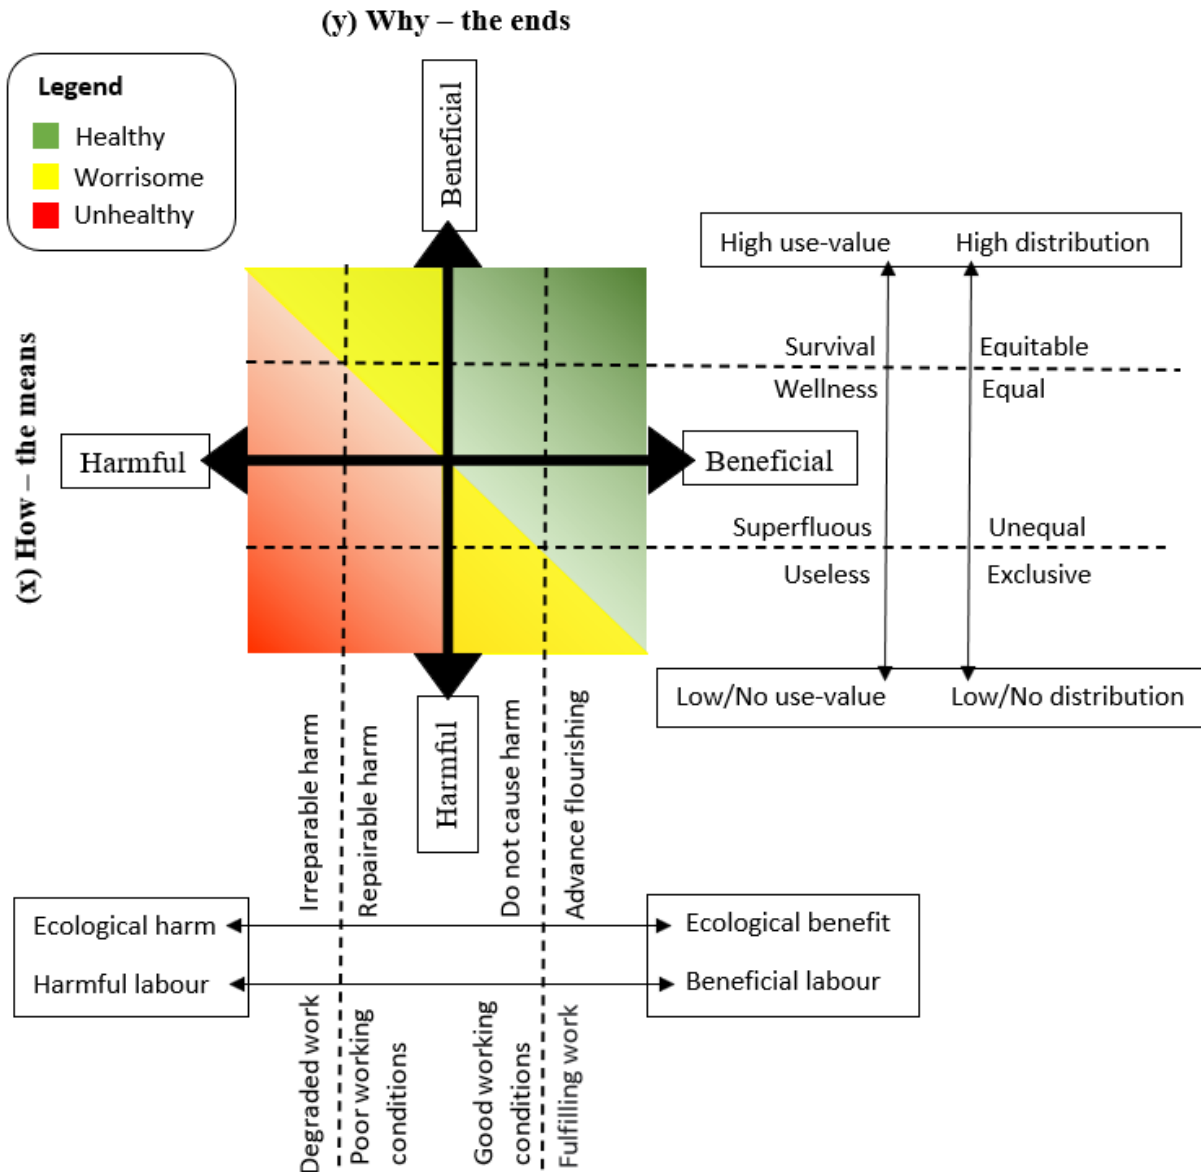 (y) Why – the ends
Legend
Healthy
Worrisome
Unhealthy
Beneficial
High use-value
High distribution
Survival
Equitable
Wellness
Equal
(x) How – the means
Harmful
Beneficial
Superfluous
Unequal
Useless
Exclusive
Low/No use-value
Low/No distribution
Harmful
Irreparable harm
Repairable harm
Do not cause harm
Advance flourishing
Ecological harm
Harmful labour
Ecological benefit
Beneficial labour
Degraded work
Poor working
conditions
Good working
conditions
Fulfilling work